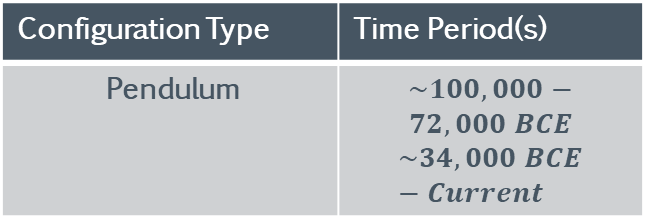 Configuration Type
Time Period(s)
Pendulum
~100,000 −
72,000 BCE
~34,000 BCE
− Current